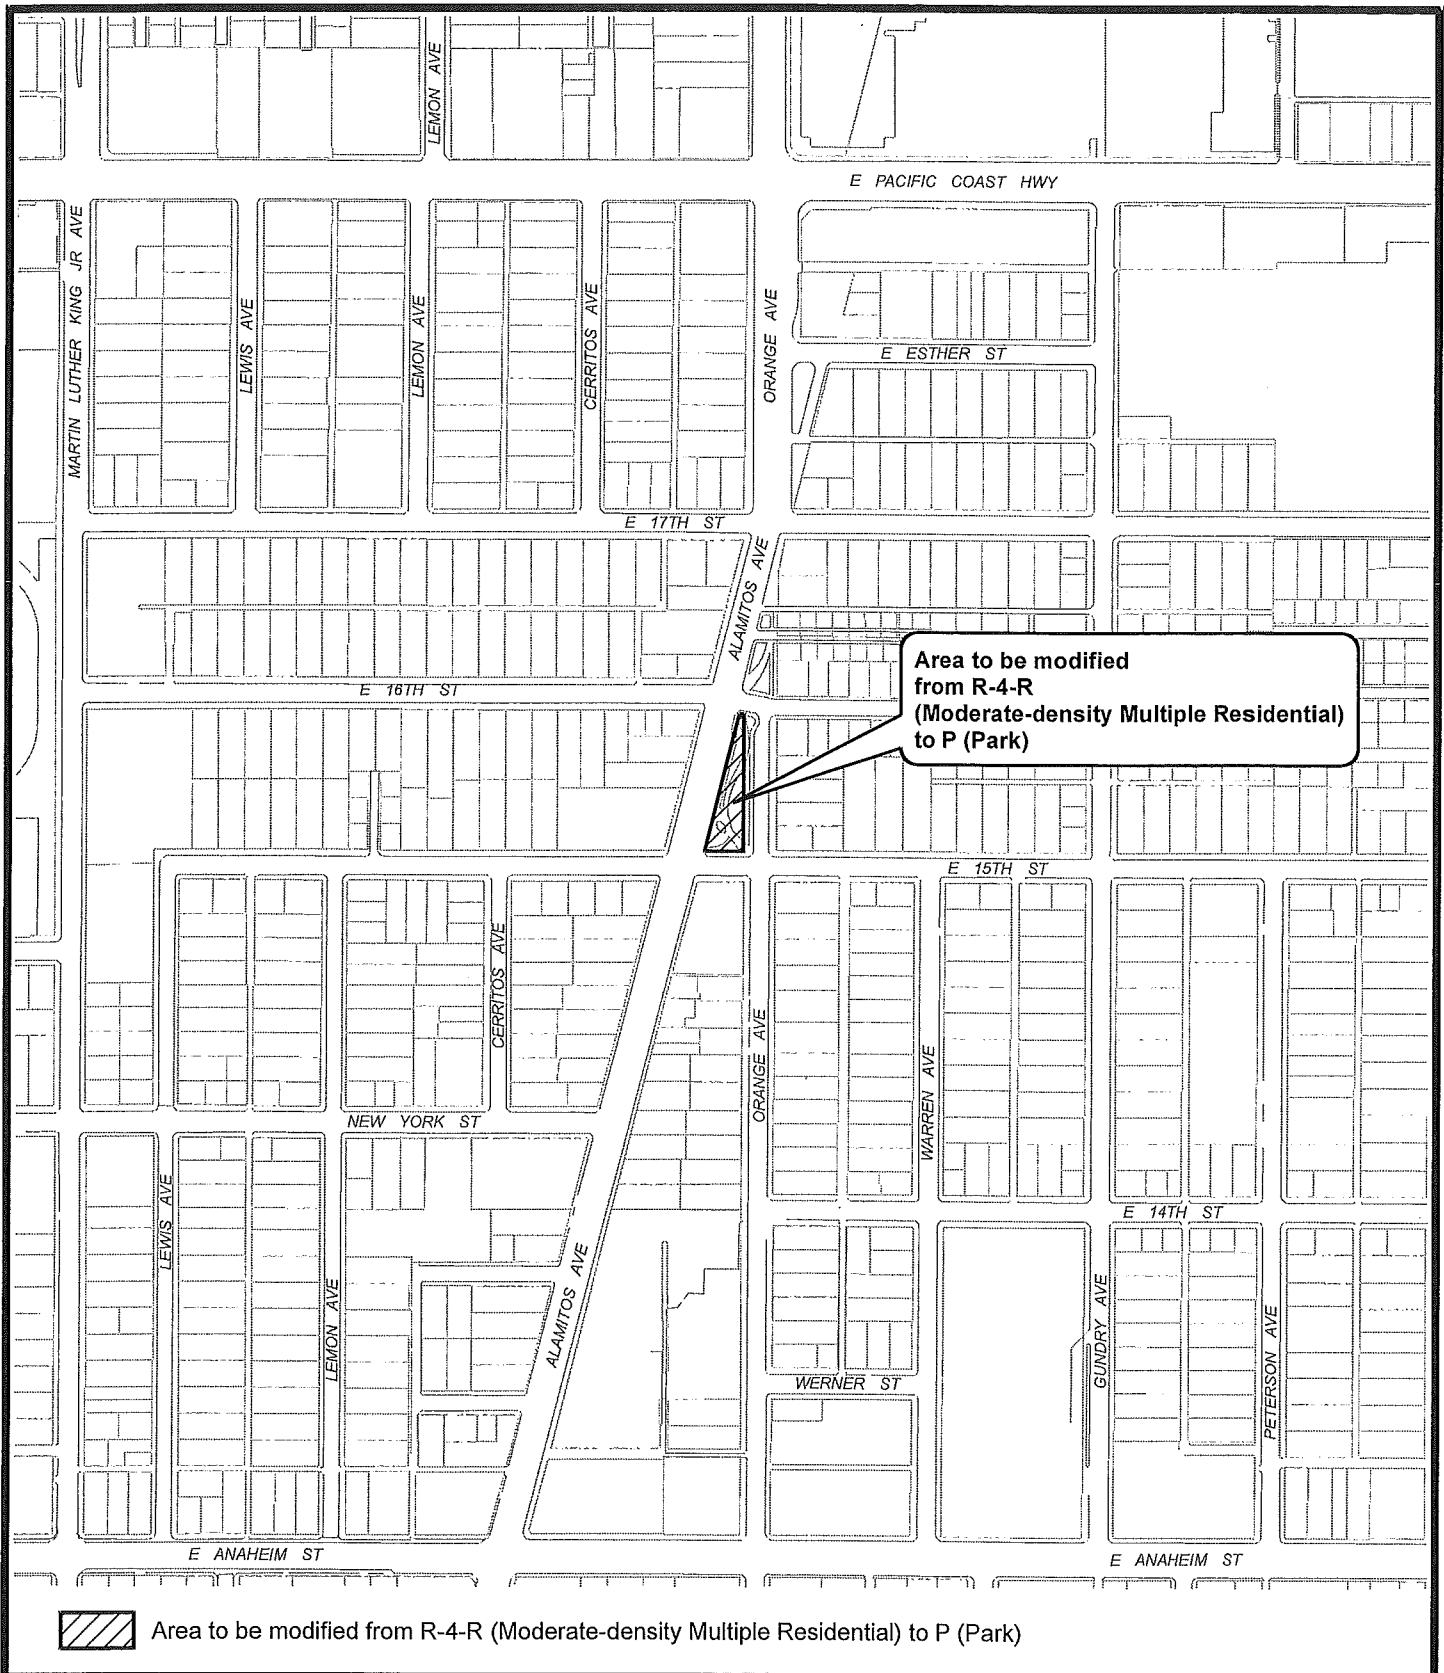 LEMON AVE
E PACIFIC COAST HWY
MARTIN LUTHER KING JR AVE
LEWIS AVE
LEMON AVE
CERRITOS AVE
ORANGE AVE
E ESTHER ST
E 17TH ST
ALAMITOS AVE
E 16TH ST
Area to be modified
from R-4-R
(Moderate-density Multiple Residential)
to P (Park)
E 15TH ST
CERRITOS AVE
ORANGE AVE
WARREN AVE
NEW YORK ST
LEWIS AVE
E 14TH ST
LEMON AVE
ALAMITOS AVE
GUNDRY AVE
PETERSON AVE
WERNER ST
E ANAHEIM ST
E ANAHEIM ST
Area to be modified from R-4-R (Moderate-density Multiple Residential) to P (Park)